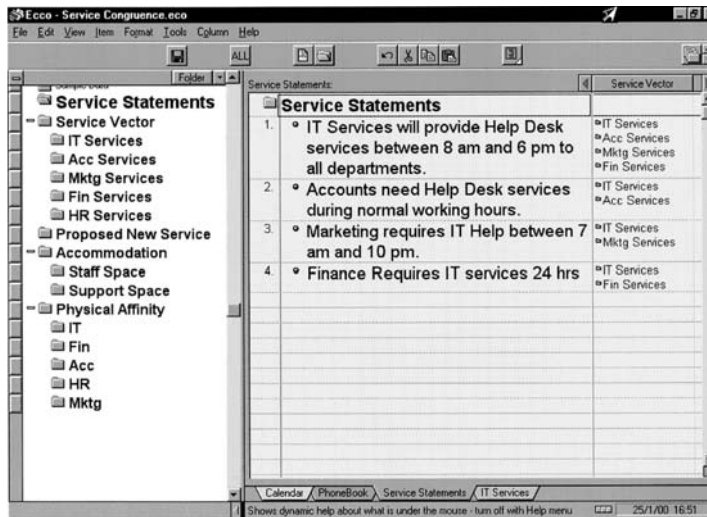 Ecco - Service Congruence.eco
File Edit View Item Format Tools Column Help
ALL
Folder
Sample Data
Service Statements
Service Vector
IT Services
Acc Services
Mktg Services
Fin Services
HR Services
Proposed New Service
Accommodation
Staff Space
Support Space
Physical Affinity
IT
Fin
Acc
HR
Mktg
Service Statements:
Service Vector
Service Statements
1. IT Services will provide Help Desk
services between 8 am and 6 pm to
all departments.
IT Services
Acc Services
Mktg Services
Fin Services
2. Accounts need Help Desk services
during normal working hours.
IT Services
Acc Services
3. Marketing requires IT Help between 7
am and 10 pm.
IT Services
Mktg Services
4. Finance Requires IT services 24 hrs
IT Services
Fin Services
Calendar PhoneBook Service Statements IT Services
Shows dynamic help about what is under the mouse - turn off with Help menu
25/1/00 16:51